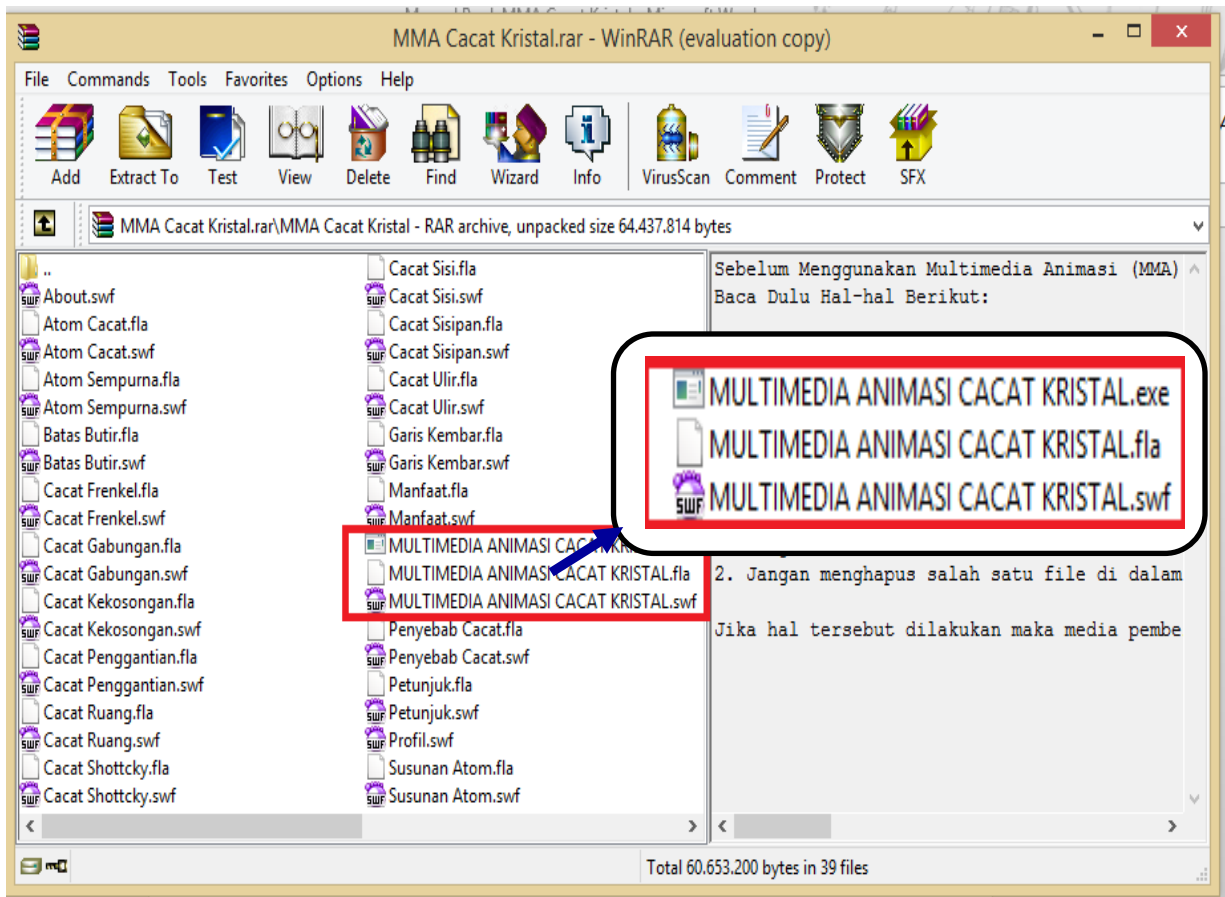 MMA Cacat Kristal.rar - WinRAR (evaluation copy)
File Commands Tools Favorites Options Help
Add Extract To Test View Delete Find Wizard Info VirusScan Comment Protect SFX
MMA Cacat Kristal.rar\MMA Cacat Kristal - RAR archive, unpacked size 64.437.814 bytes
..
About.swf
Atom Cacat.fla
Atom Cacat.swf
Atom Sempurna.fla
Atom Sempurna.swf
Batas Butir.fla
Batas Butir.swf
Cacat Frenkel.fla
Cacat Frenkel.swf
Cacat Gabungan.fla
Cacat Gabungan.swf
Cacat Kekosongan.fla
Cacat Kekosongan.swf
Cacat Penggantian.fla
Cacat Penggantian.swf
Cacat Ruang.fla
Cacat Ruang.swf
Cacat Shottcky.fla
Cacat Shottcky.swf
Cacat Sisi.fla
Cacat Sisi.swf
Cacat Sisipan.fla
Cacat Sisipan.swf
Cacat Ulir.fla
Cacat Ulir.swf
Garis Kembar.fla
Garis Kembar.swf
Manfaat.fla
Manfaat.swf
MULTIMEDIA ANIMASI CACAT
MULTIMEDIA ANIMASI CACAT KRISTAL.fla
MULTIMEDIA ANIMASI CACAT KRISTAL.swf
Penyebab Cacat.fla
Penyebab Cacat.swf
Petunjuk.fla
Petunjuk.swf
Profil.swf
Susunan Atom.fla
Susunan Atom.swf
Sebelum Menggunakan Multimedia Animasi (MMA)
Baca Dulu Hal-hal Berikut:
MULTIMEDIA ANIMASI CACAT KRISTAL.exe
MULTIMEDIA ANIMASI CACAT KRISTAL.fla
MULTIMEDIA ANIMASI CACAT KRISTAL.swf
2. Jangan menghapus salah satu file di dalam
Jika hal tersebut dilakukan maka media pembe
Total 60.653.200 bytes in 39 files